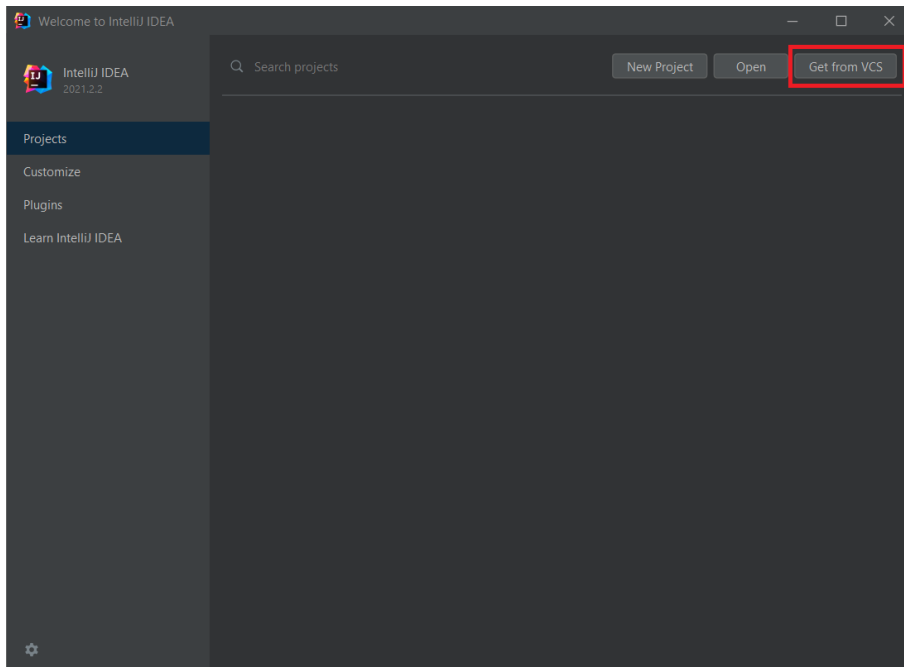 Welcome to IntelliJ IDEA
IntelliJ IDEA
2021.2.2
Search projects
New Project
Open
Get from VCS
Projects
Customize
Plugins
Learn IntelliJ IDEA